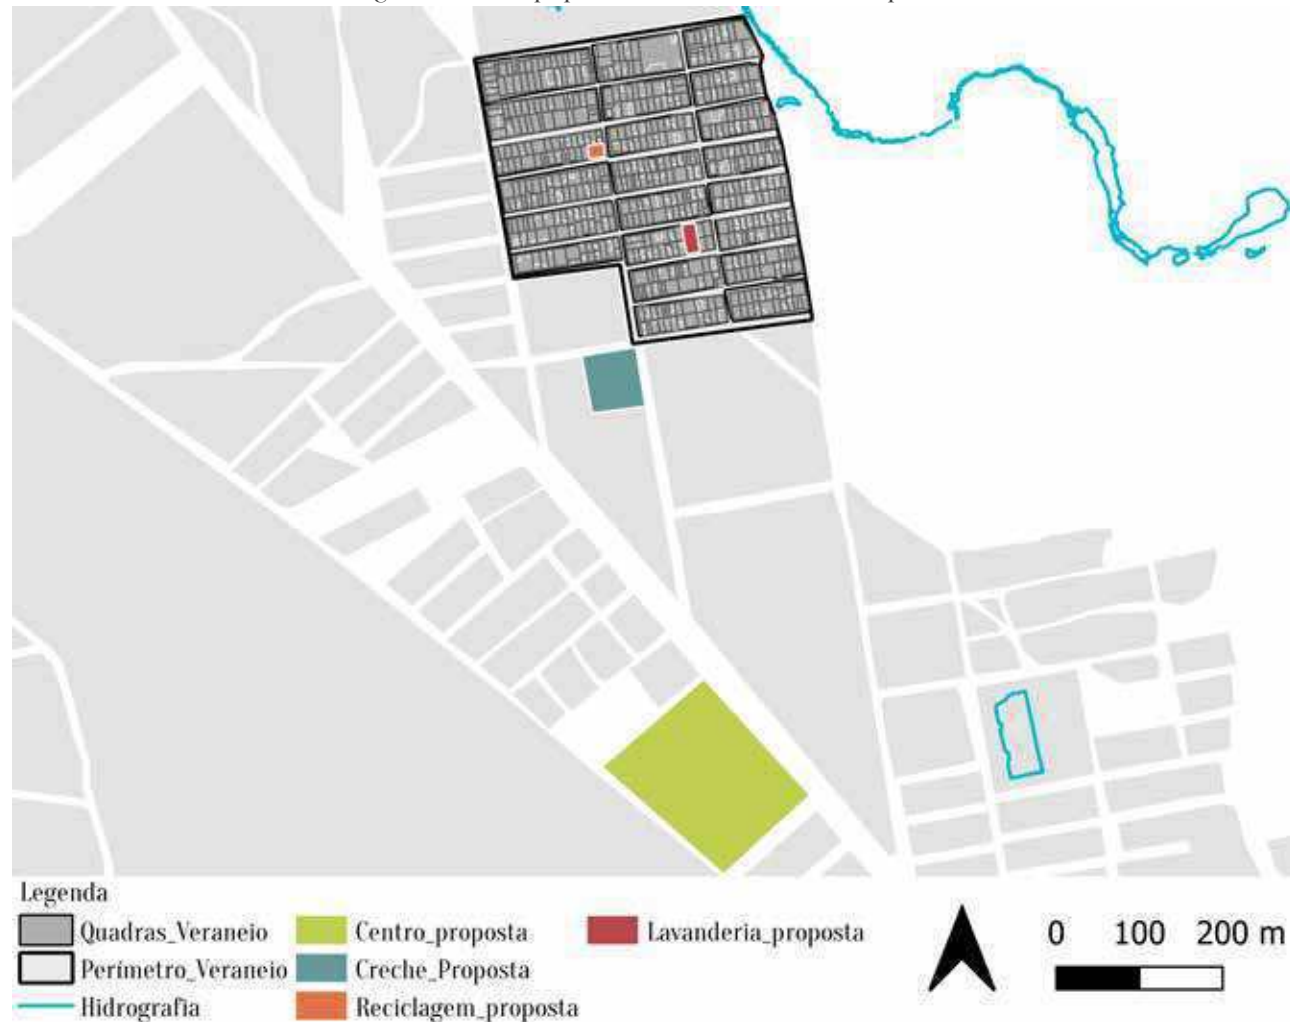 Legenda
Quadras_Veraneio
Centro_proposta
Lavanderia_proposta
Perímetro_Veraneio
Creche_Proposta
Hidrografia
Reciclagem_proposta
0 100 200 m